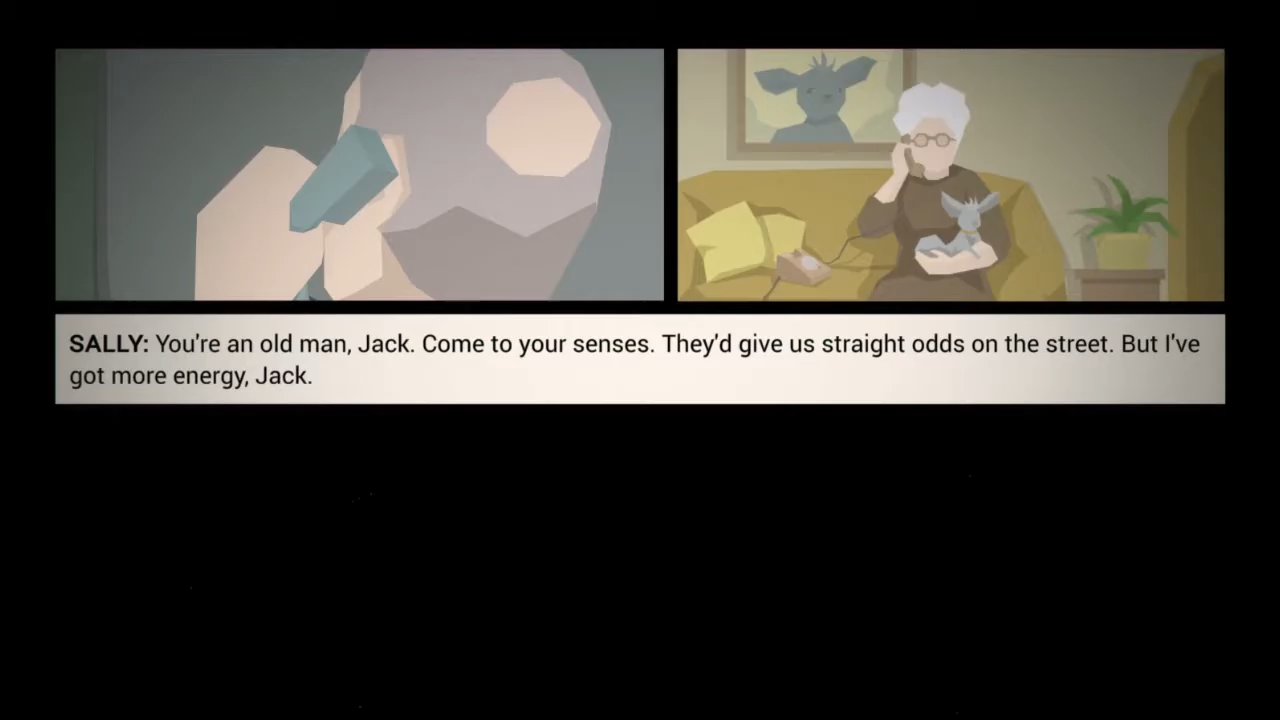 SALLY: You're an old man, Jack. Come to your senses. They'd give us straight odds on the street. But I've
got more energy, Jack.